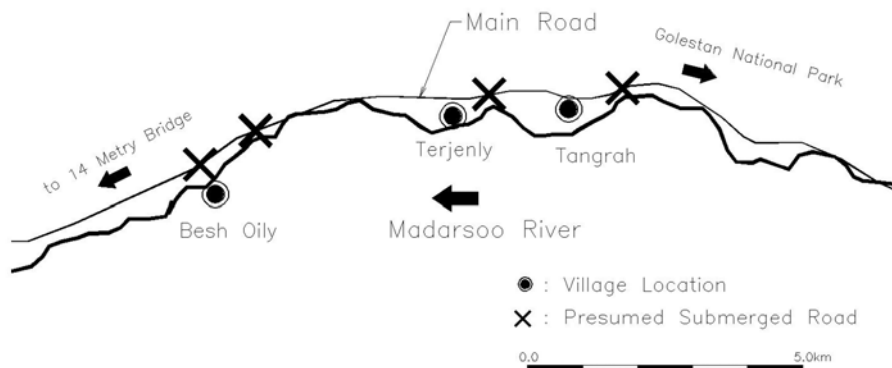 Main Road
Golestan National Park
to 14 Metry Bridge
Terjenly
Tangrah
Besh Oily
Madarsoo River
: Village Location
: Presumed Submerged Road
0.0
5.0km